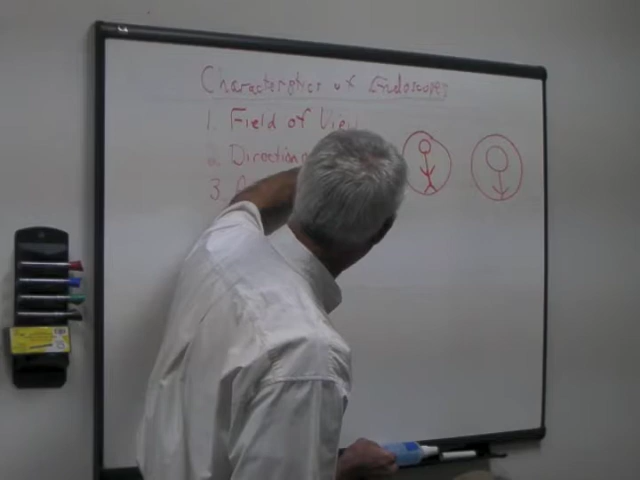 Characteristics of Endoscopes
1. Field of View
2. Direction
3.